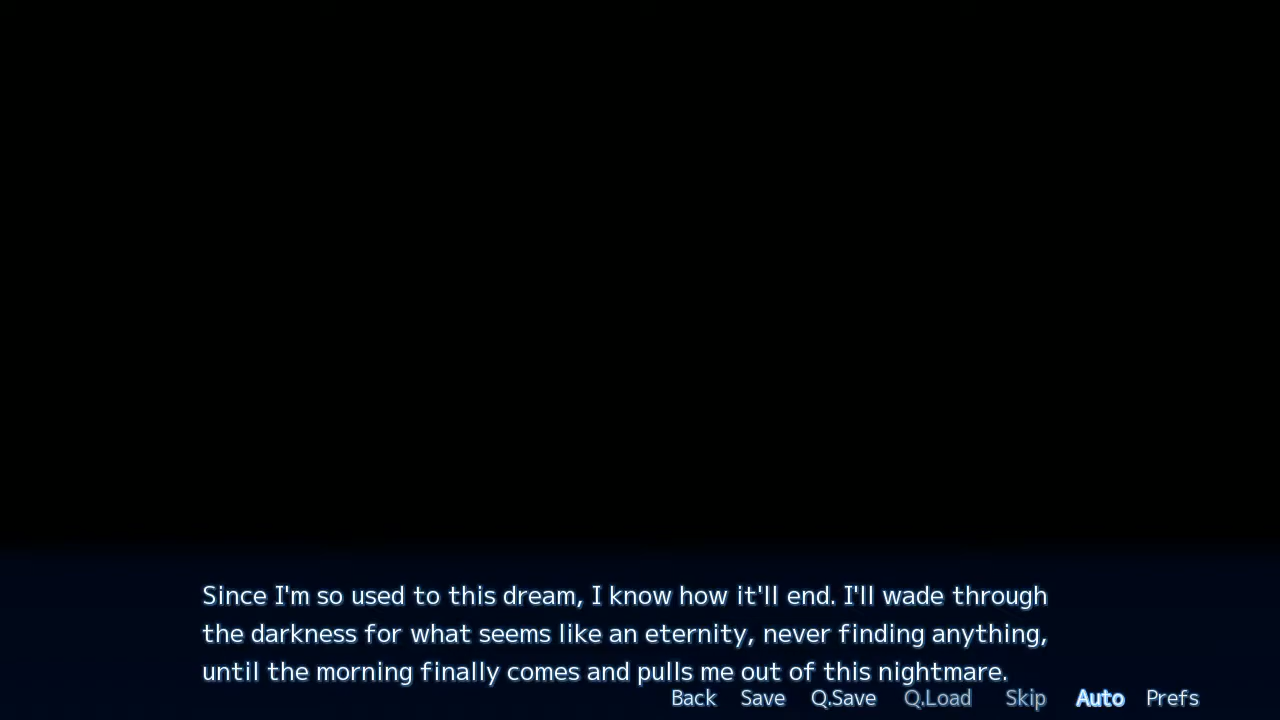 Since I'm so used to this dream, I know how it'll end. I'll wade through
the darkness for what seems like an eternity, never finding anything,
until the morning finally comes and pulls me out of this nightmare.
Back Save Q.Save Q.Load Skip Auto Prefs